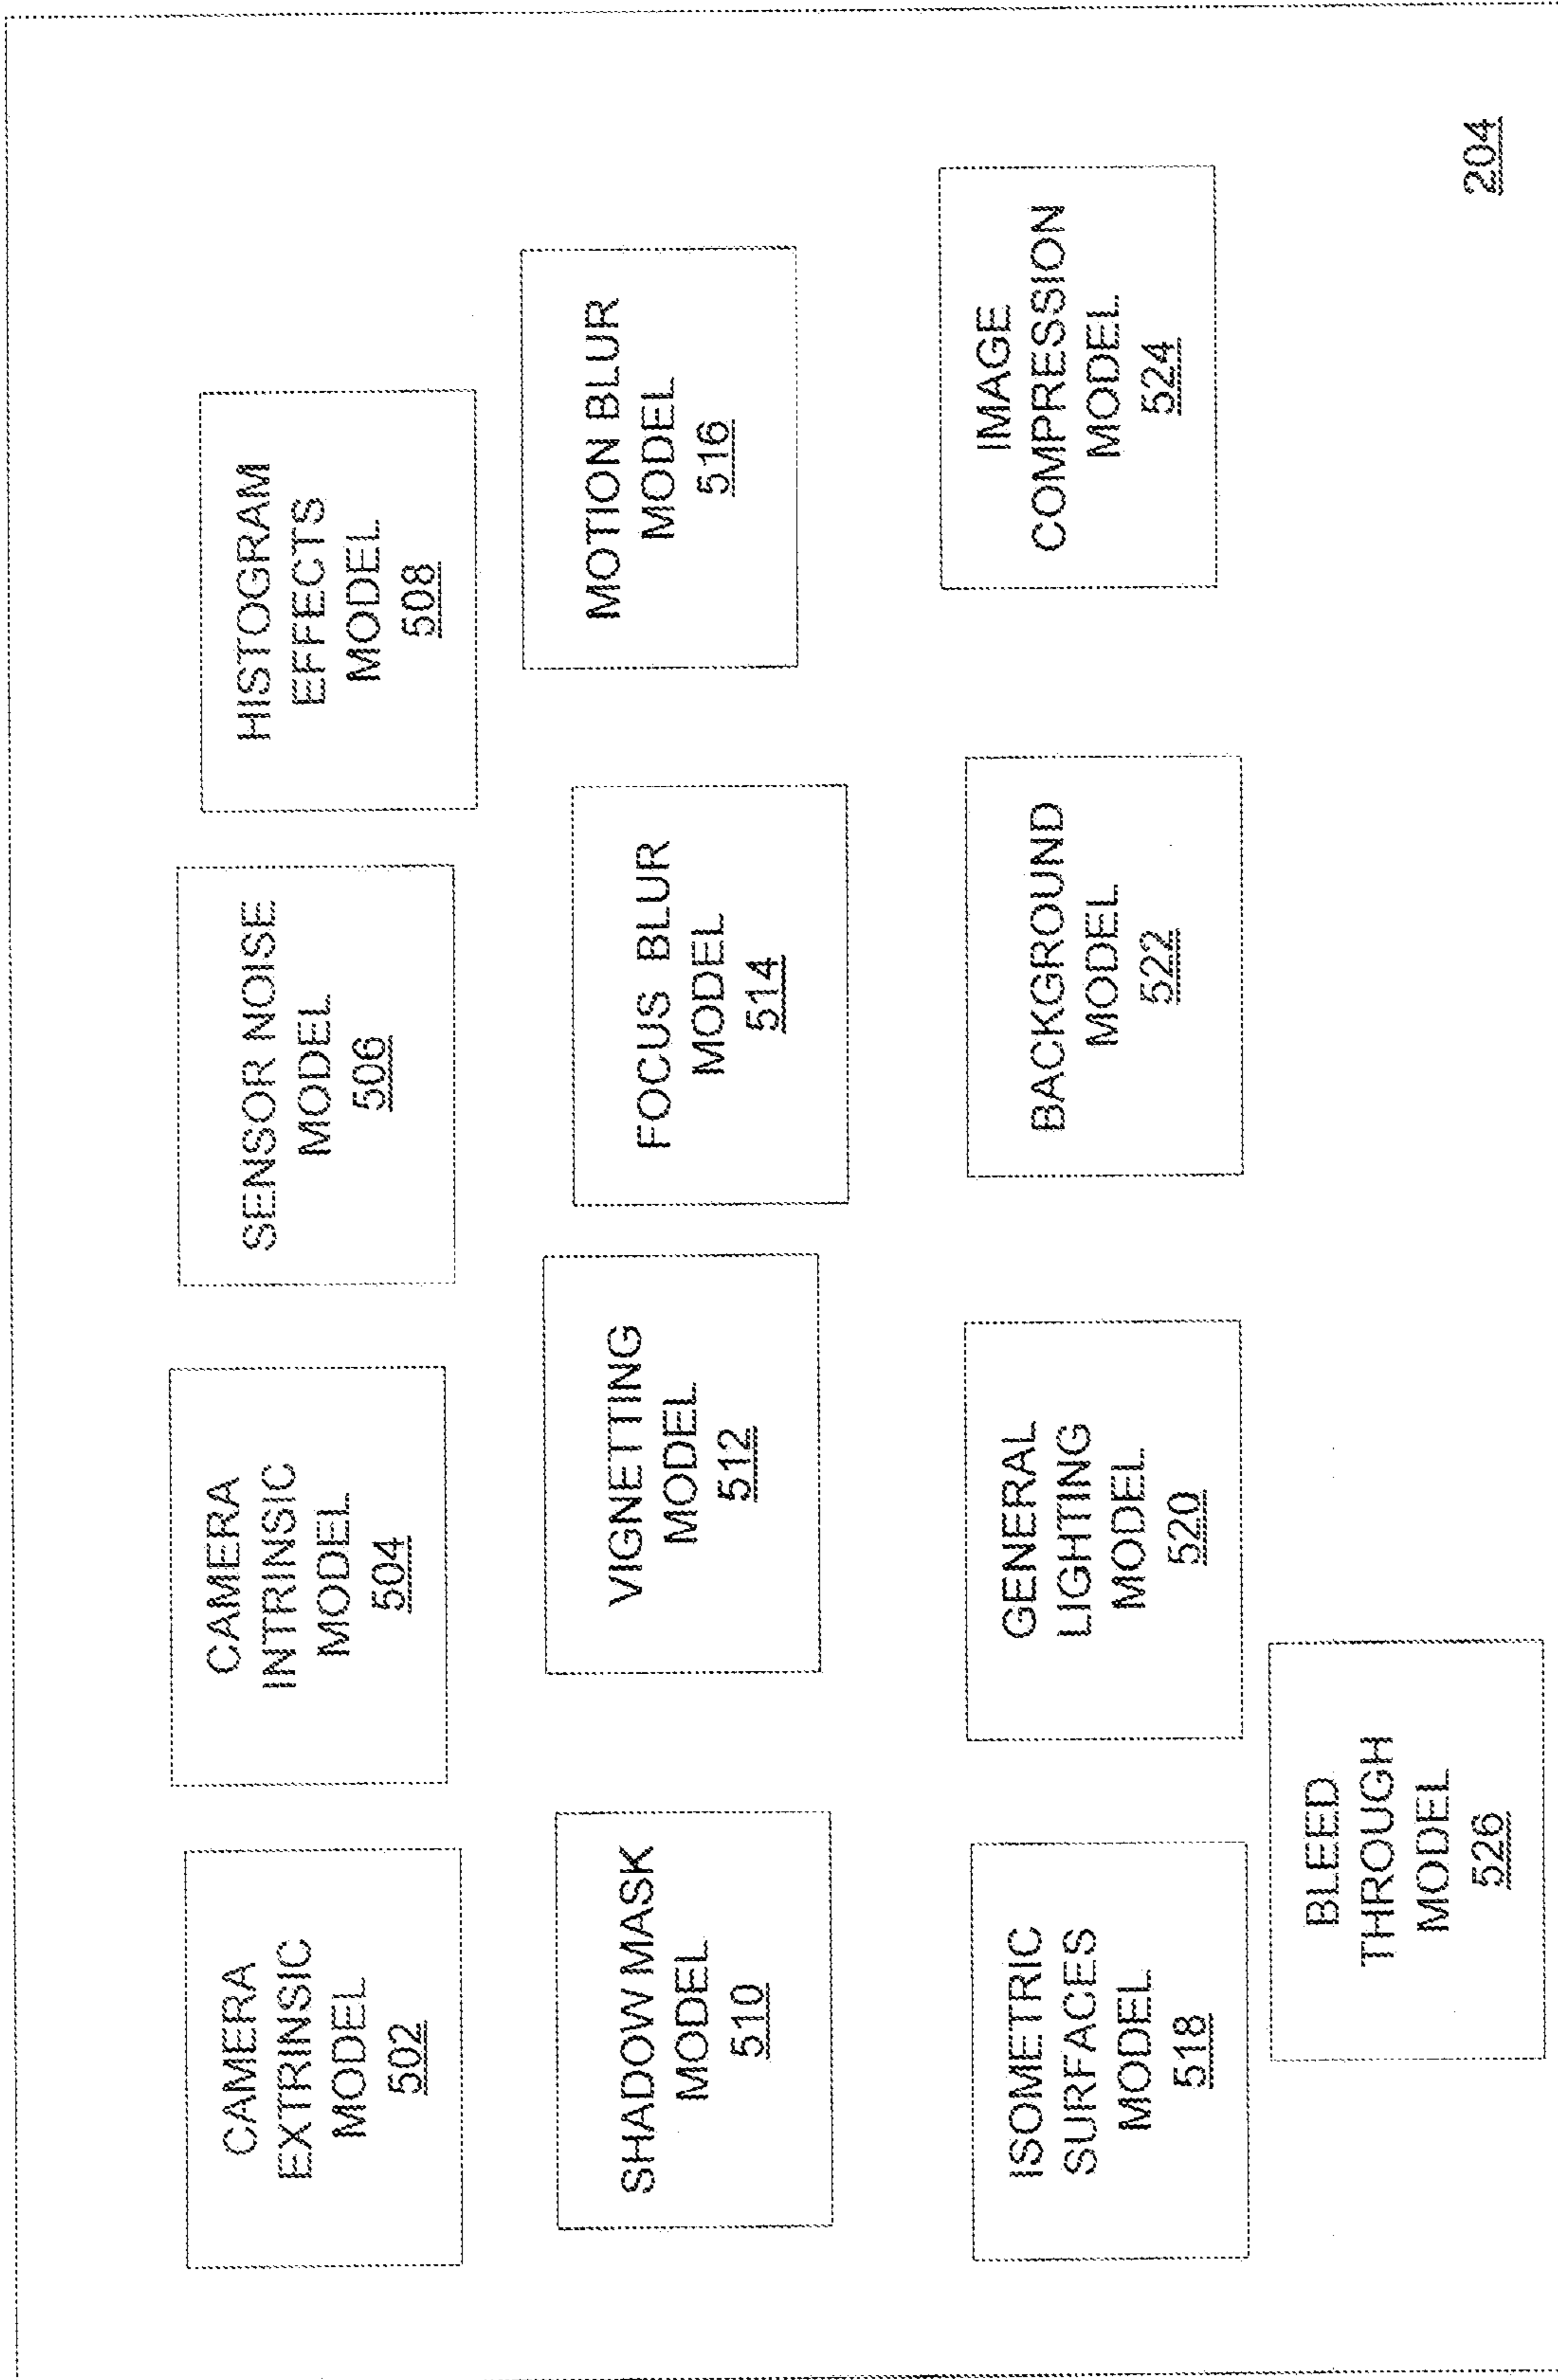 CAMERA
EXTRINSIC
MODEL
502
CAMERA
INTRINSIC
MODEL
504
SENSOR NOISE
MODEL
506
HISTOGRAM
EFFECTS
MODEL
508
SHADOW MASK
MODEL
510
VIGNETTING
MODEL
512
FOCUS BLUR
MODEL
514
MOTION BLUR
MODEL
516
ISOMETRIC
SURFACES
MODEL
518
GENERAL
LIGHTING
MODEL
520
BACKGROUND
MODEL
522
IMAGE
COMPRESSION
MODEL
524
BLEED
THROUGH
MODEL
526
204